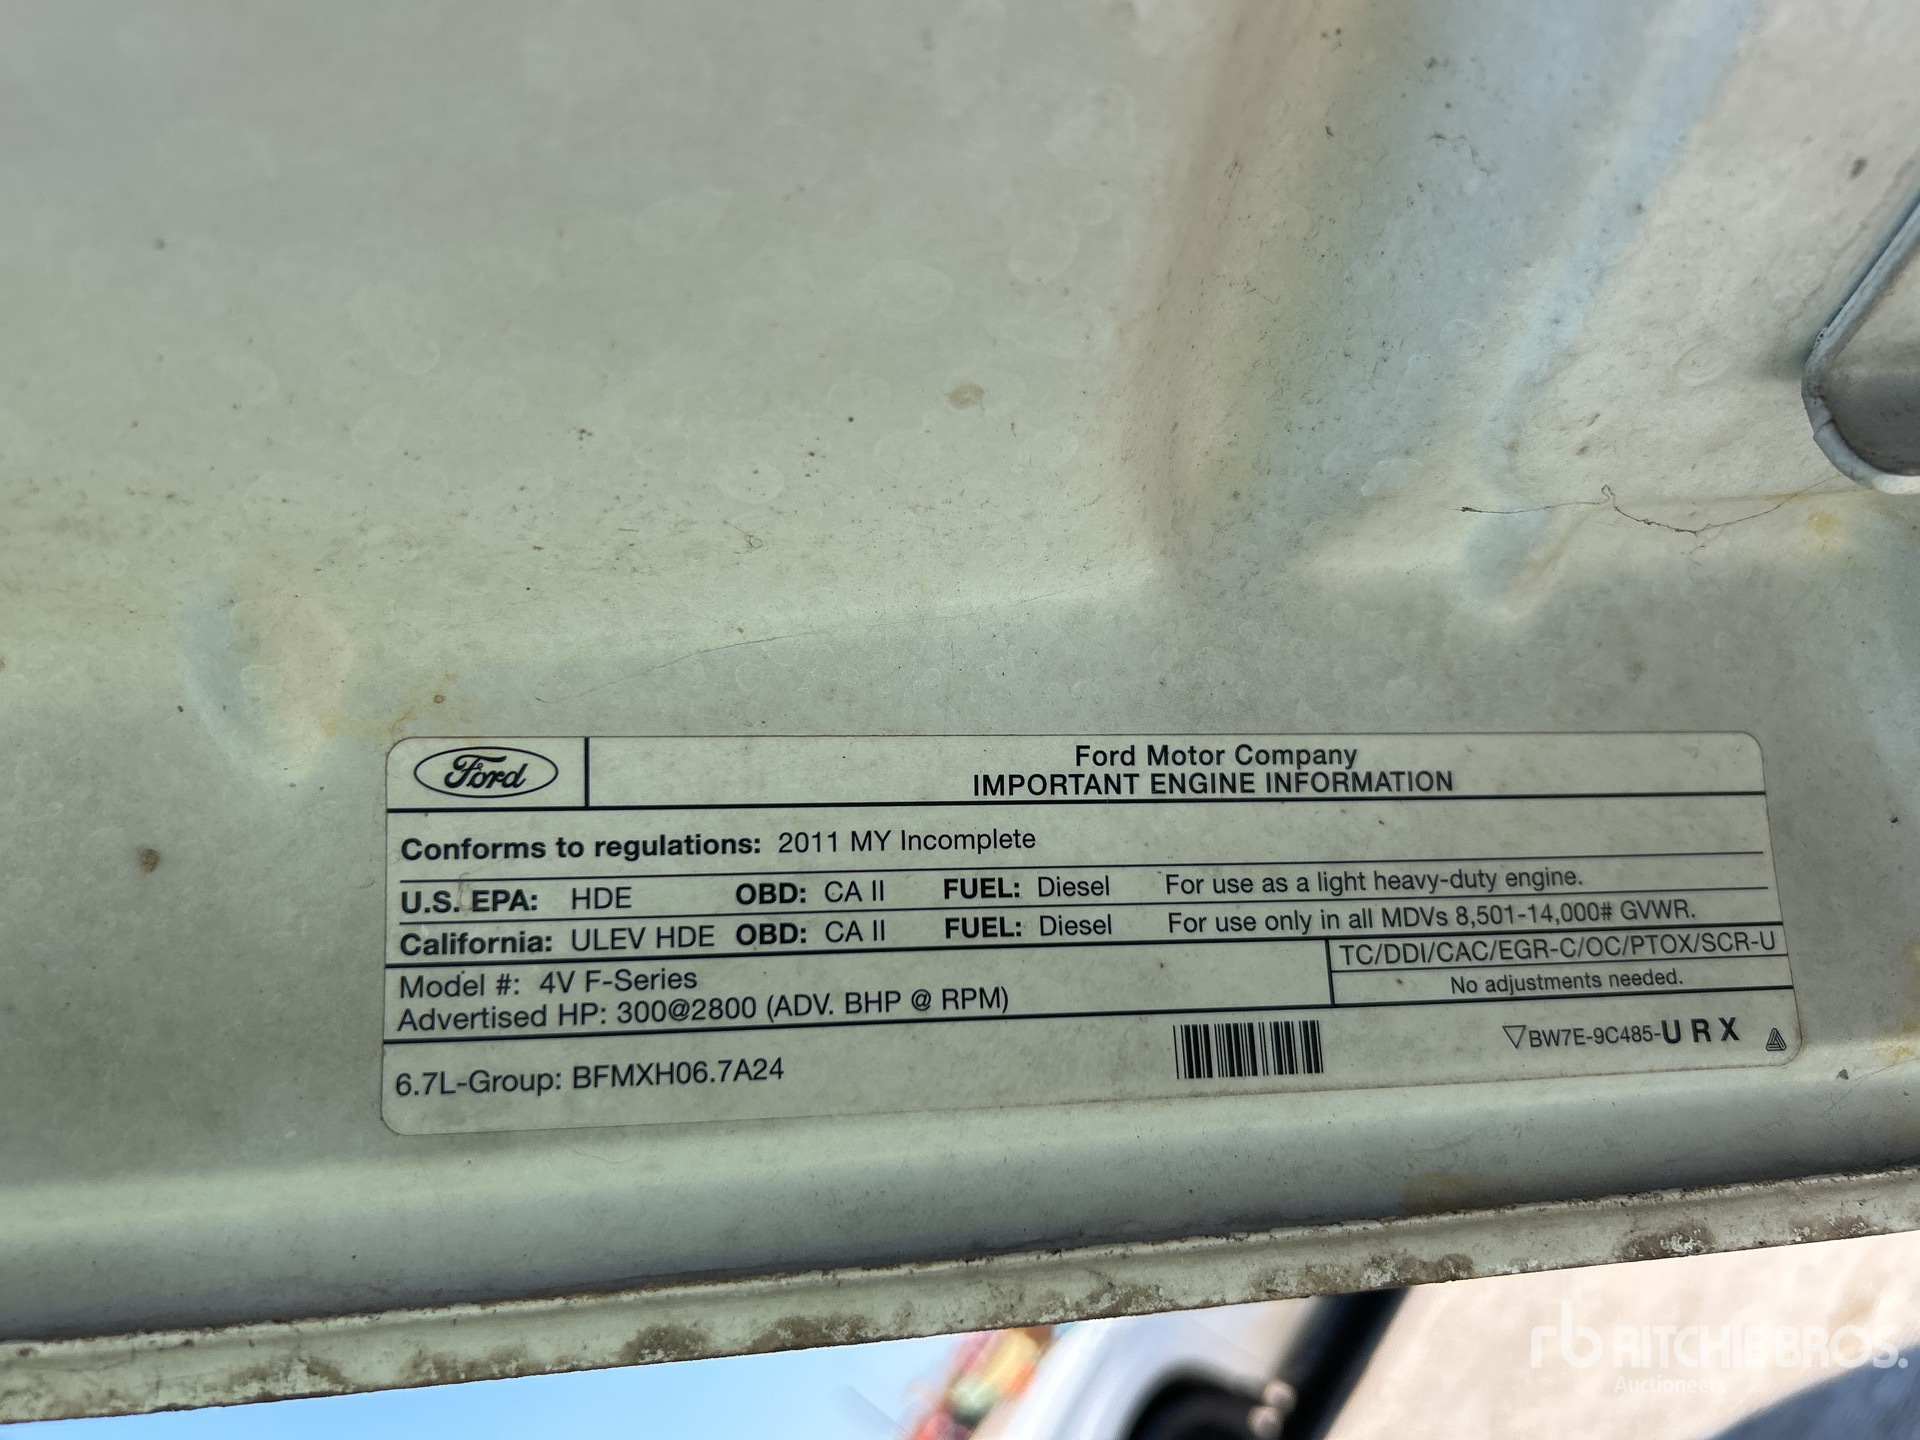 Ford
Ford Motor Company
IMPORTANT ENGINE INFORMATION
Conforms to regulations: 2011 MY Incomplete
U.S. EPA: HDE OBD: CA II FUEL: Diesel For use as a light heavy-duty engine.
California: ULEV HDE OBD: CA II FUEL: Diesel For use only in all MDVs 8,501-14,000# GVWR.
Model #: 4V F-Series
Advertised HP: 300@2800 (ADV. BHP @ RPM)
TC/DDI/CAC/EGR-C/OC/PTOX/SCR-U
No adjustments needed.
6.7L-Group: BFMXH06.7A24
BW7E-9C485-U R X
rb RITCHIE BROS.
Auctioneers